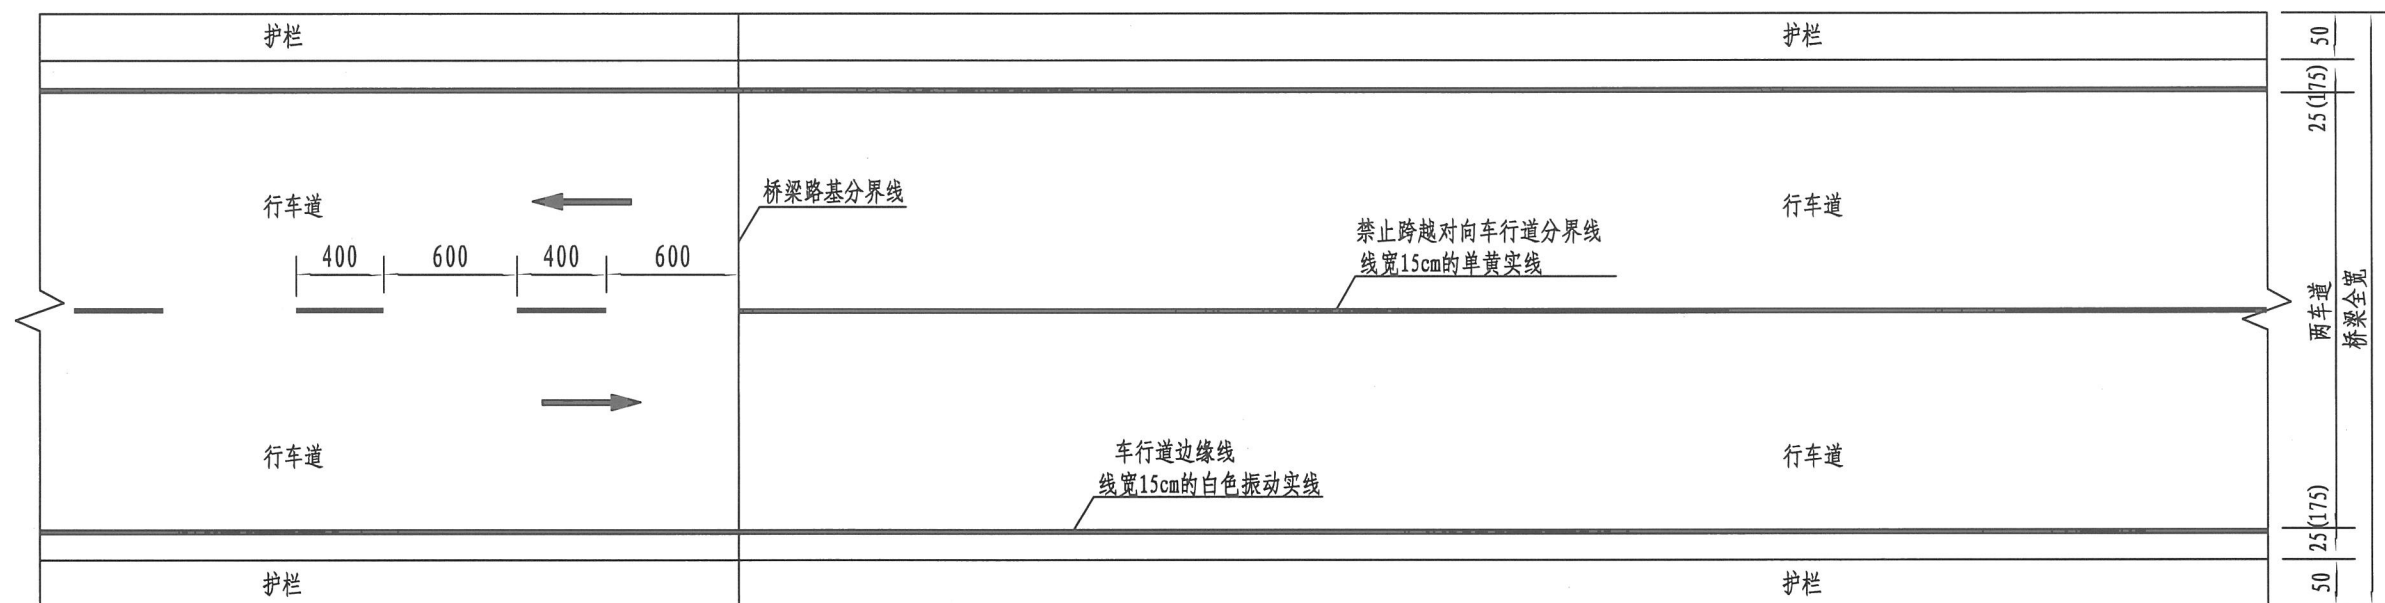 护栏
护栏
50
25(175)
行车道
桥梁路基分界线
行车道
禁止跨越对向车行道分界线
线宽15cm的单黄实线
400
600
400
600
两车道
桥梁全宽
行车道
车行道边缘线
线宽15cm的白色振动实线
行车道
25(175)
护栏
护栏
50